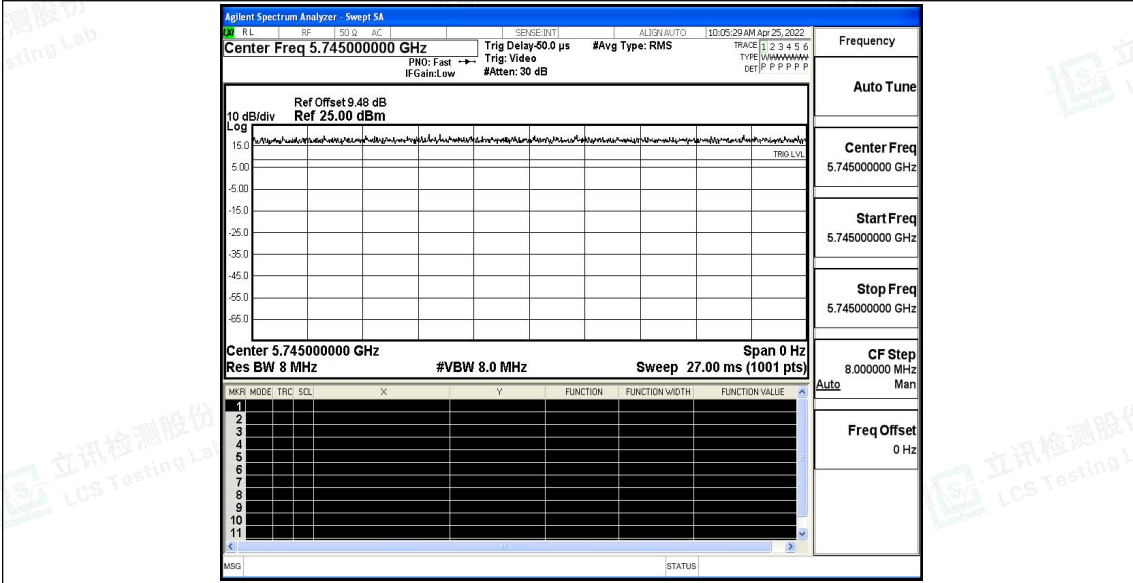 Agilent Spectrum Analyzer - Swept SA
RL RF 50 Ω AC SENSE:INT ALIGN AUTO 10:05:29 AM Apr 25, 2022
Center Freq 5.745000000 GHz
PNO: Fast
IFGain:Low
Trig Delay-50.0 µs
Trig: Video
#Atten: 30 dB
#Avg Type: RMS
TRACE 1 2 3 4 5 6
TYPE
DET P P P P P P
Ref Offset 9.48 dB
10 dB/div Ref 25.00 dBm
Log
15.0
TRIG LVL
5.00
-5.00
-15.0
-25.0
-35.0
-45.0
-55.0
-65.0
Center 5.745000000 GHz Span 0 Hz
Res BW 8 MHz #VBW 8.0 MHz Sweep 27.00 ms (1001 pts)
MKR MODE TRC SCL X Y FUNCTION FUNCTION WIDTH FUNCTION VALUE
1
2
3
4
5
6
7
8
9
10
11
MSG STATUS
Frequency
Auto Tune
Center Freq
5.745000000 GHz
Start Freq
5.745000000 GHz
Stop Freq
5.745000000 GHz
CF Step
8.000000 MHz
Auto Man
Freq Offset
0 Hz
立讯检测股份
LCS Testing Lab
立讯检测股份
LCS Testing L